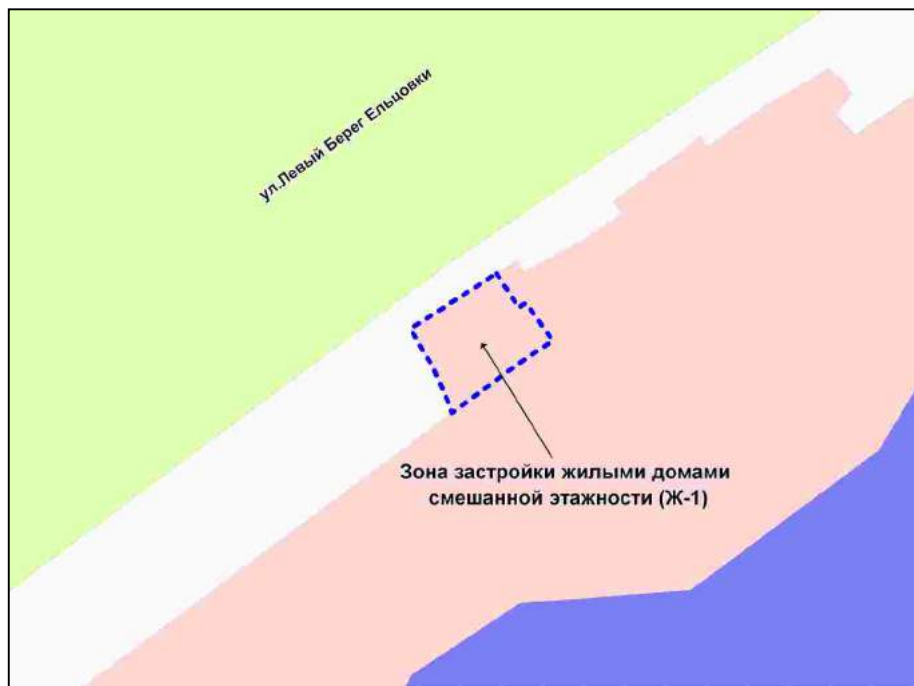 ул.Левый Берег Ельцовки
Зона застройки жилыми домами
смешанной этажности (Ж-1)